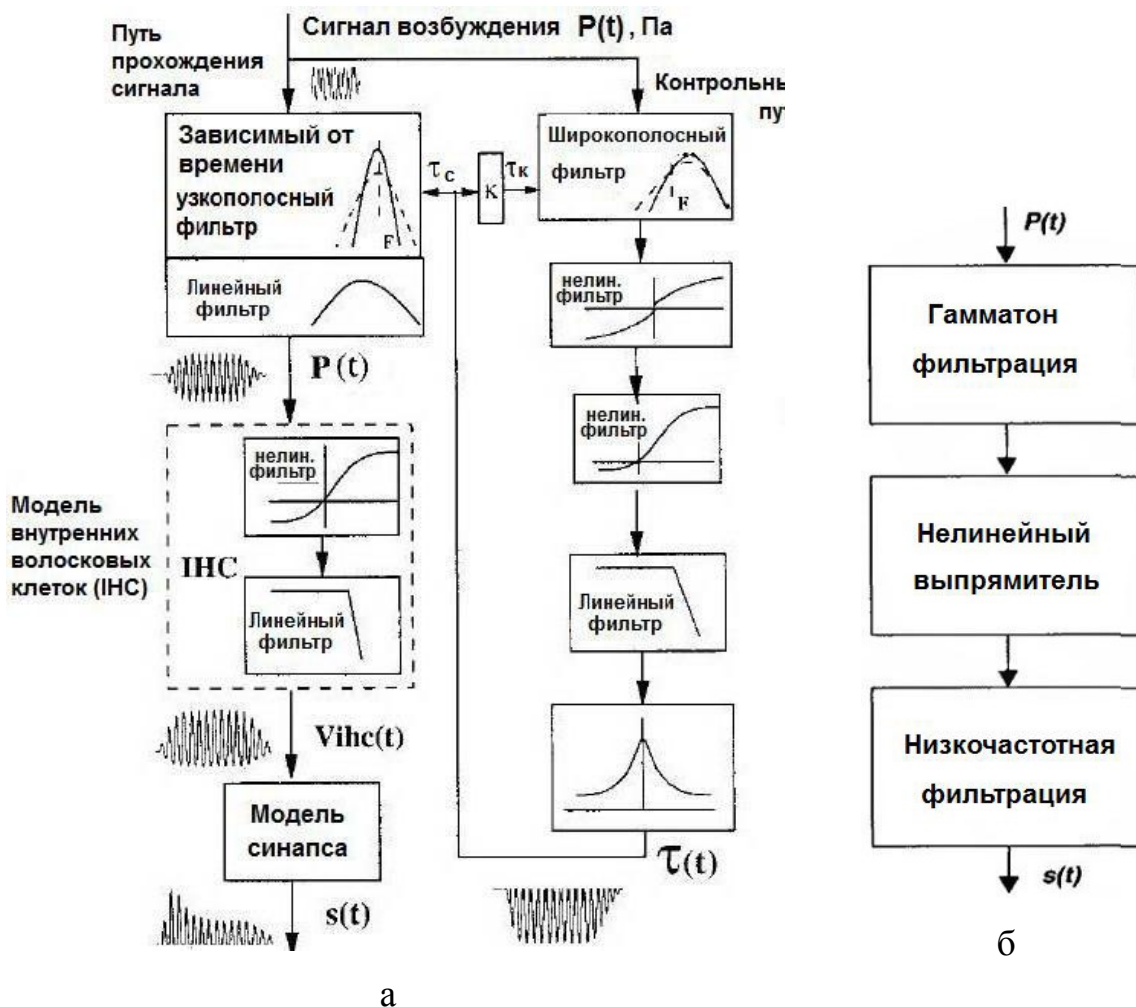 Сигнал возбуждения P(t), Па
Путь
прохождения
сигнала
Контрольны
пут
Зависимый от
времени
узкополосный
фильтр
F
τс
К
τк
Широкополосный
фильтр
F
Линейный
фильтр
P(t)
нелин.
фильтр
нелин.
фильтр
Модель
внутренних
волосковых
клеток (IHC)
IHC
нелин.
фильтр
Линейный
фильтр
Линейный
фильтр
Vihc(t)
Модель
синапса
s(t)
τ(t)
а
P(t)
Гамматон
фильтрация
Нелинейный
выпрямитель
Низкочастотная
фильтрация
s(t)
б